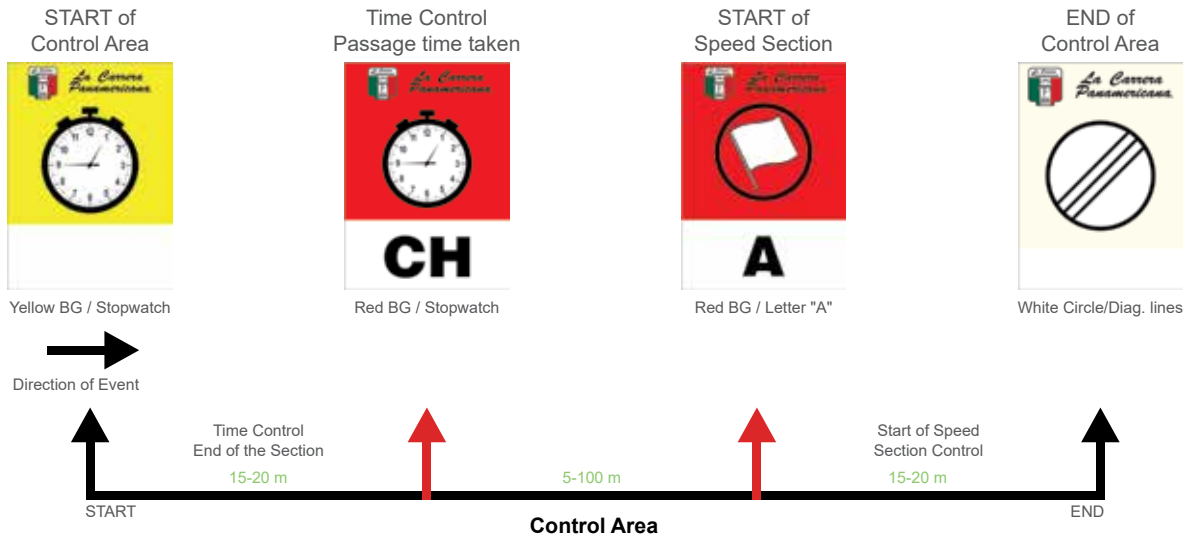 START of
Control Area
Time Control
Passage time taken
START of
Speed Section
END of
Control Area
La Carrera
Panamericana
La Carrera
Panamericana
La Carrera
Panamericana
La Carrera
Panamericana
CH
A
Yellow BG / Stopwatch
Red BG / Stopwatch
Red BG / Letter "A"
White Circle/Diag. lines
Direction of Event
Time Control
End of the Section
15-20 m
5-100 m
Start of Speed
Section Control
15-20 m
START
END
Control Area